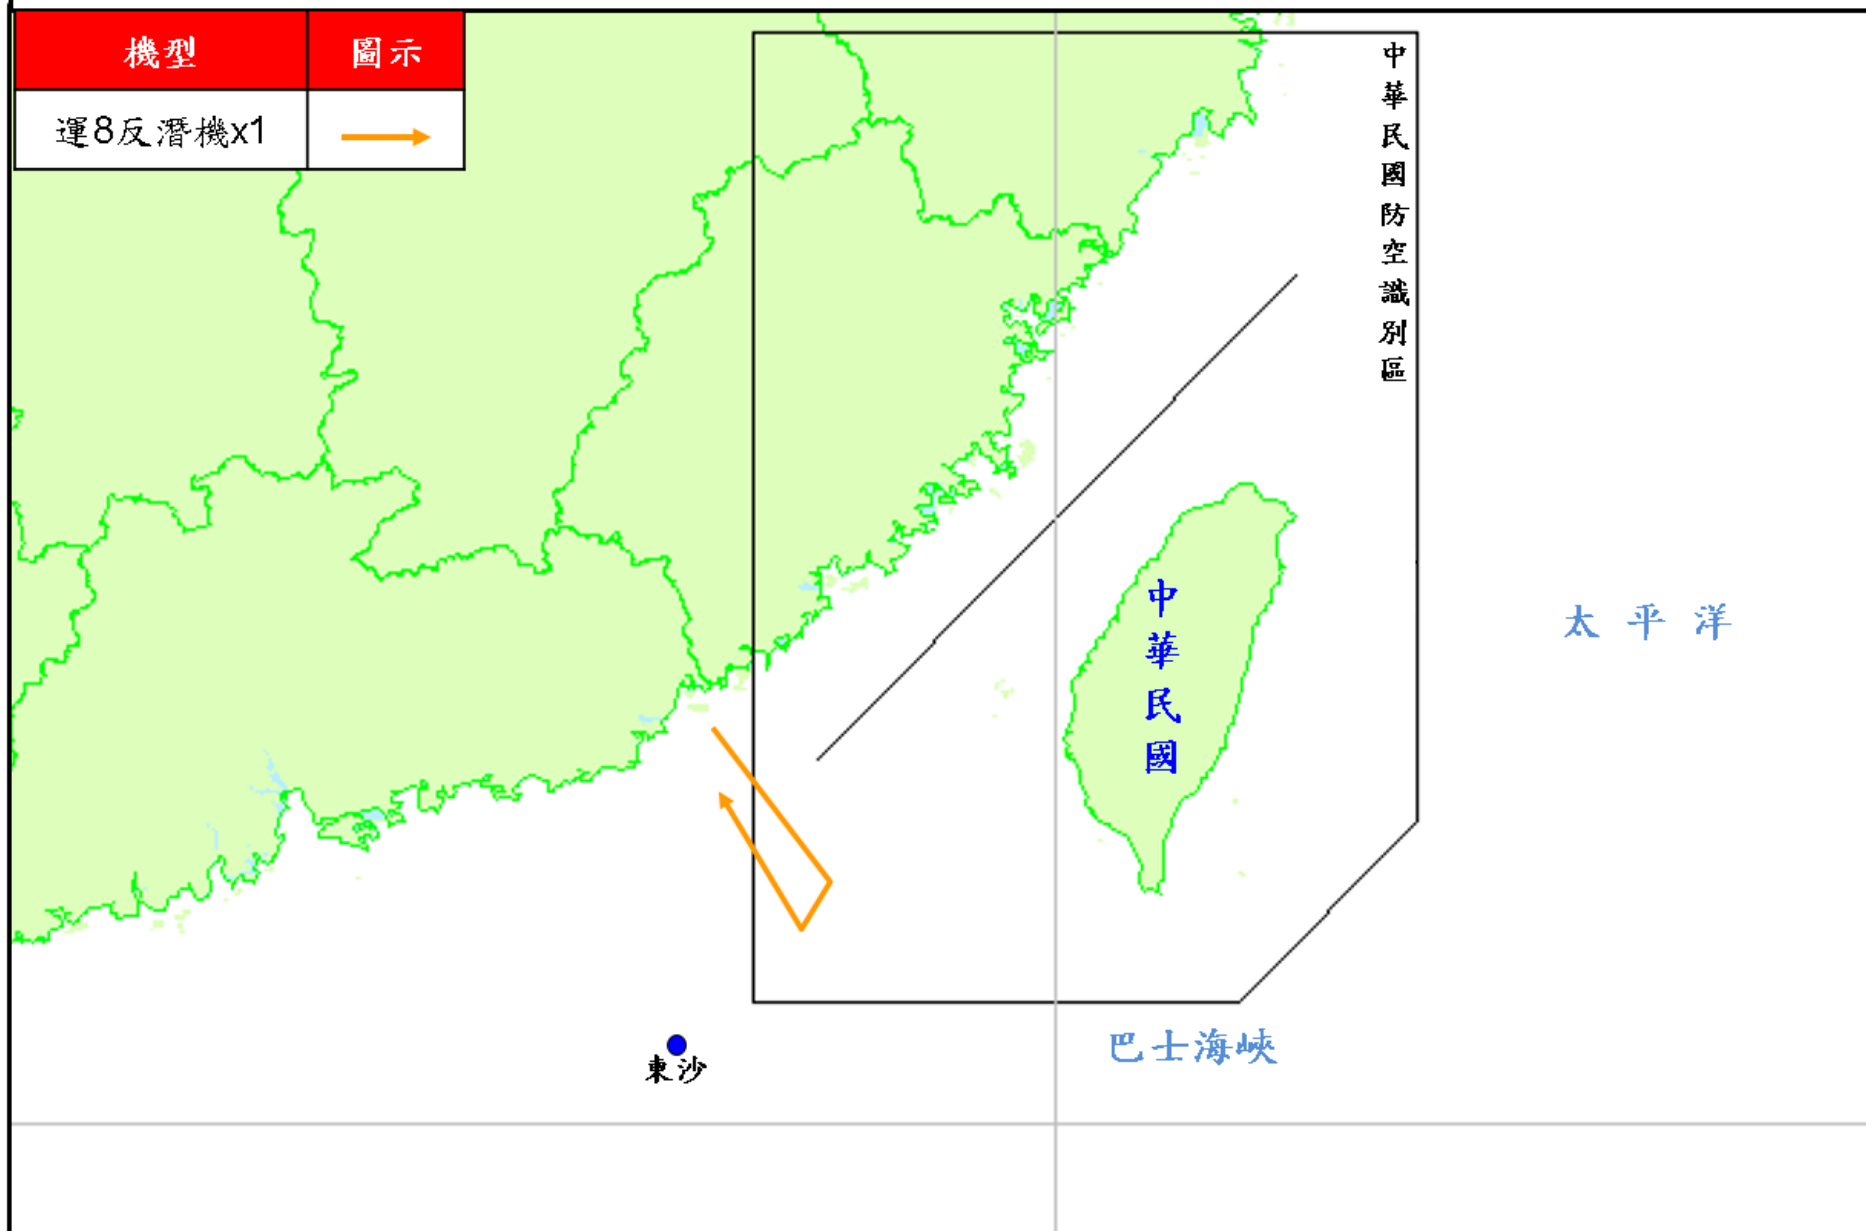 機型 圖示
運8反潛機x1
中華民國防空識別區
中華民國
太平洋
巴士海峽
東沙